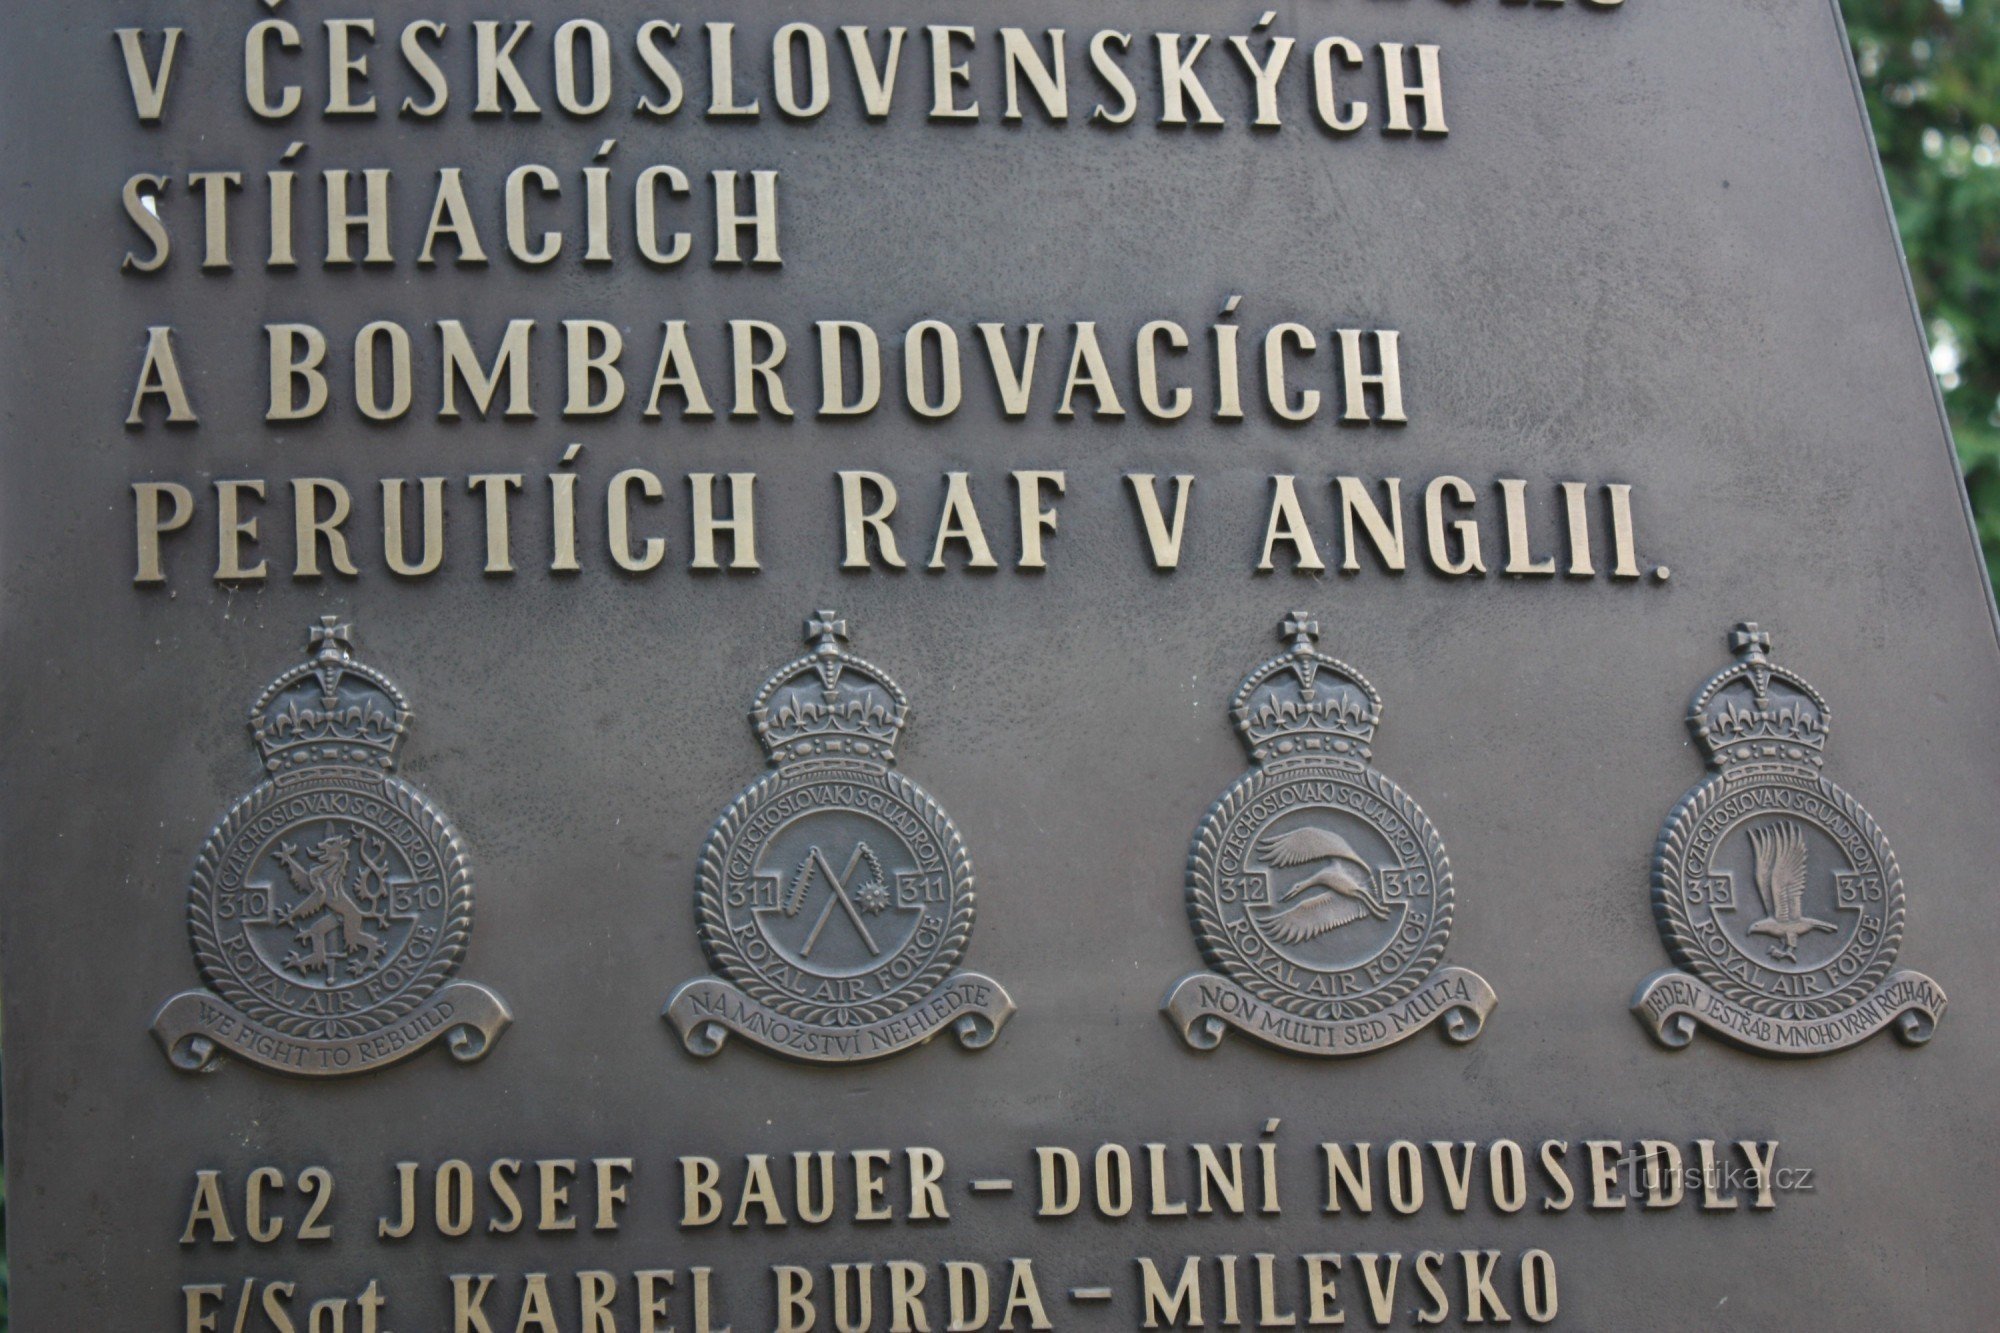 V ČESKOSLOVENSKÝCH
STÍHACÍCH
A BOMBARDOVACÍCH
PERUTÍCH RAF V ANGLII.
(CZECHOSLOVAK) SQUADRON
310 310
ROYAL AIR FORCE
WE FIGHT TO REBUILD
(CZECHOSLOVAK) SQUADRON
311 311
ROYAL AIR FORCE
NA MNOŽSTVÍ NEHLEĎTE
(CZECHOSLOVAK) SQUADRON
312 312
ROYAL AIR FORCE
NON MULTI SED MULTA
(CZECHOSLOVAK) SQUADRON
313 313
ROYAL AIR FORCE
JEDEN JESTŘÁB MNOHO VRAN ROZHÁNÍ
AC2 JOSEF BAUER – DOLNÍ NOVOSEDLY
F/Sgt. KAREL BURDA – MILEVSKO
Turistika.cz